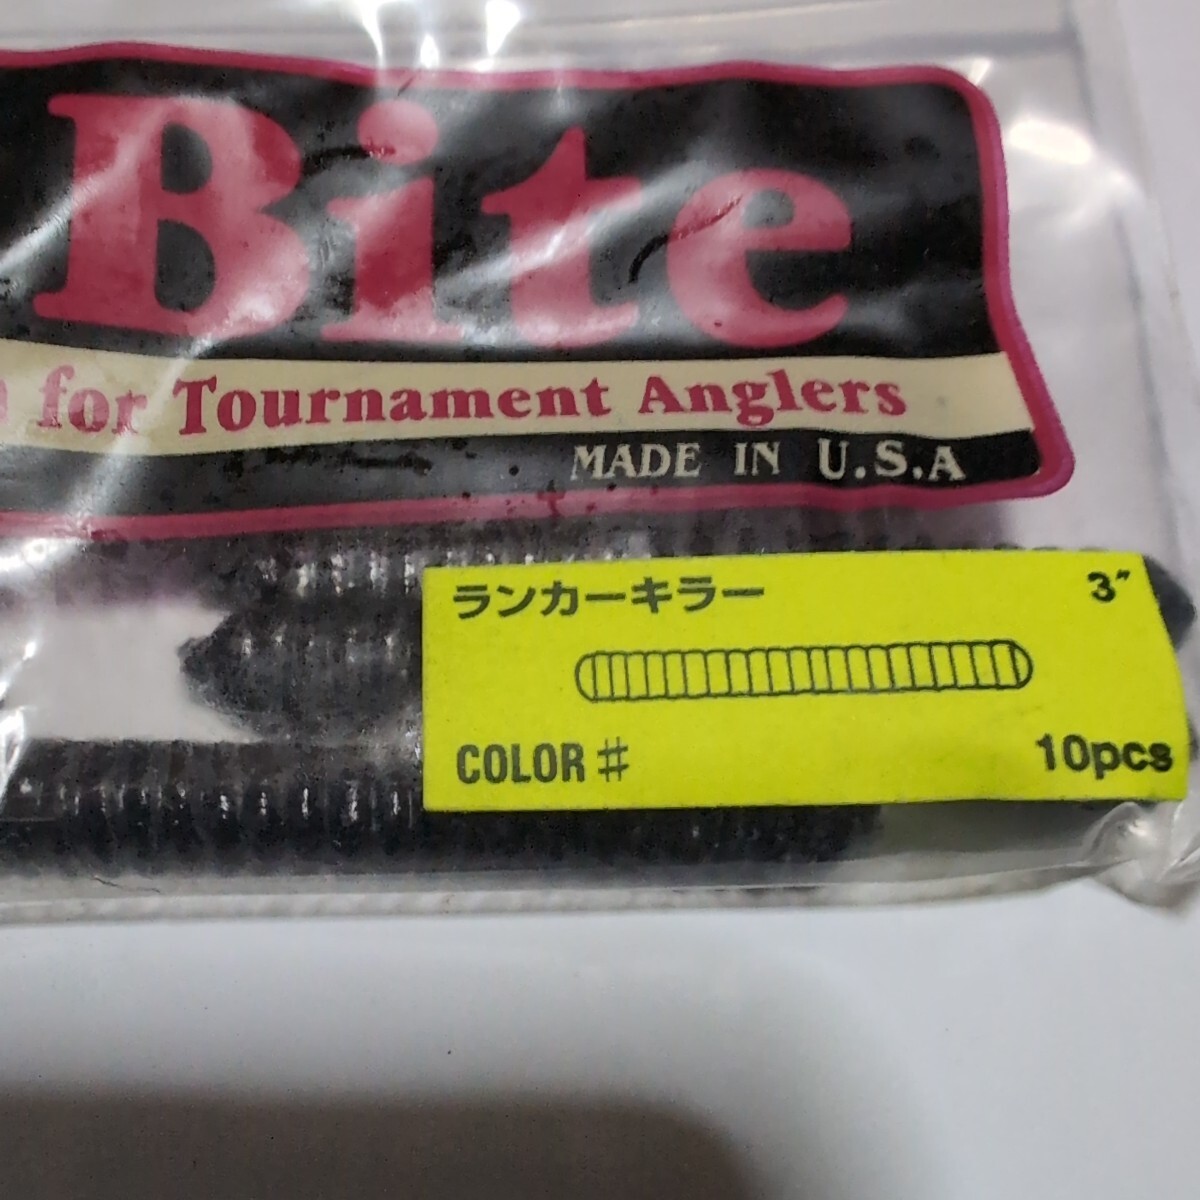 Bite
for Tournament Anglers
MADE IN U.S.A
ランカーキラー 3"
COLOR # 10pcs